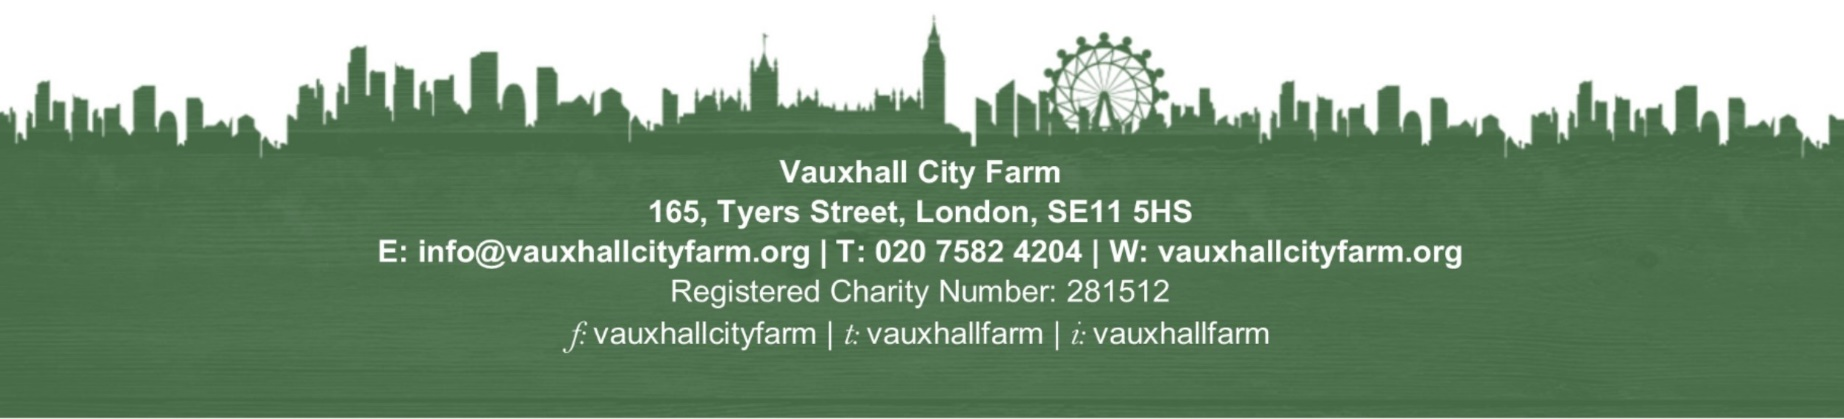 Vauxhall City Farm
165, Tyers Street, London, SE11 5HS
E: info@vauxhallcityfarm.org | T: 020 7582 4204 | W: vauxhallcityfarm.org
Registered Charity Number: 281512
f: vauxhallcityfarm | t: vauxhallfarm | i: vauxhallfarm